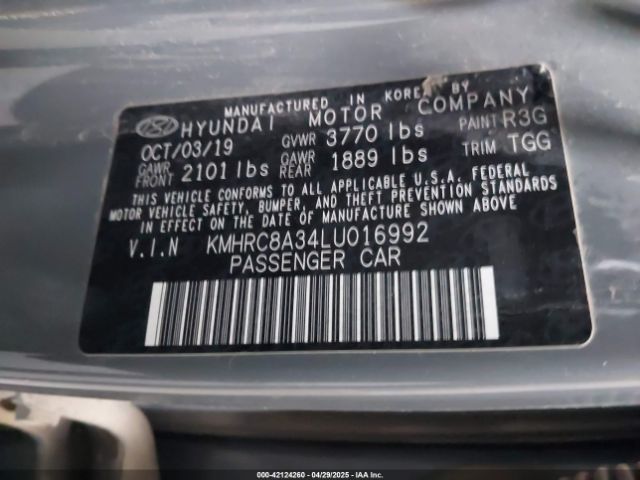 MANUFACTURED IN KOREA BY
HYUNDAI MOTOR COMPANY
OCT/03/19 GVWR 3770 lbs PAINT R3G
GAWR FRONT 2101 lbs GAWR REAR 1889 lbs TRIM TGG
THIS VEHICLE CONFORMS TO ALL APPLICABLE U.S.A. FEDERAL
MOTOR VEHICLE SAFETY, BUMPER, AND THEFT PREVENTION STANDARDS
IN EFFECT ON THE DATE OF MANUFACTURE SHOWN ABOVE.
V.I.N KMHRC8A34LU016992
PASSENGER CAR
000-42124260 - 04/29/2025 - IAA Inc.